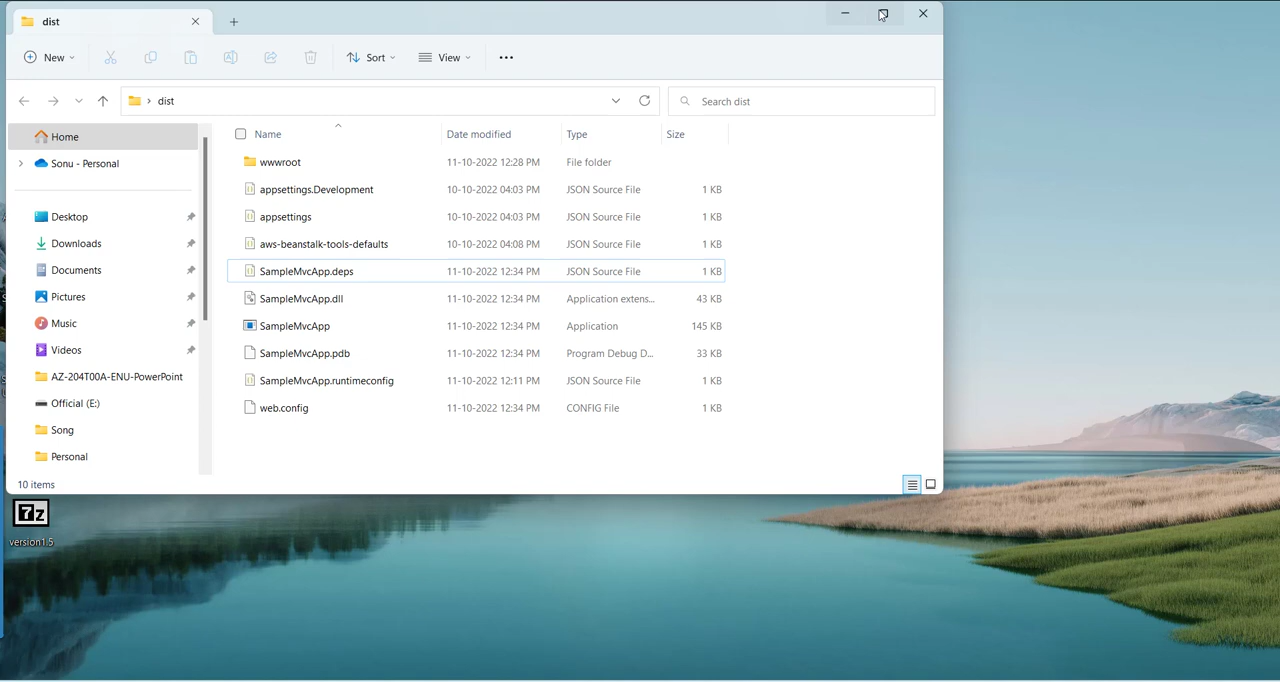 dist
New Sort View
dist Search dist
Name Date modified Type Size
Home
Sonu - Personal
Desktop
Downloads
Documents
Pictures
Music
Videos
AZ-204T00A-ENU-PowerPoint
Official (E:)
Song
Personal
wwwroot 11-10-2022 12:28 PM File folder
appsettings.Development 10-10-2022 04:03 PM JSON Source File 1 KB
appsettings 10-10-2022 04:03 PM JSON Source File 1 KB
aws-beanstalk-tools-defaults 10-10-2022 04:08 PM JSON Source File 1 KB
SampleMvcApp.deps 11-10-2022 12:34 PM JSON Source File 1 KB
SampleMvcApp.dll 11-10-2022 12:34 PM Application extens... 43 KB
SampleMvcApp 11-10-2022 12:34 PM Application 145 KB
SampleMvcApp.pdb 11-10-2022 12:34 PM Program Debug D... 33 KB
SampleMvcApp.runtimeconfig 11-10-2022 12:11 PM JSON Source File 1 KB
web.config 11-10-2022 12:34 PM CONFIG File 1 KB
10 items
7z
version1.5